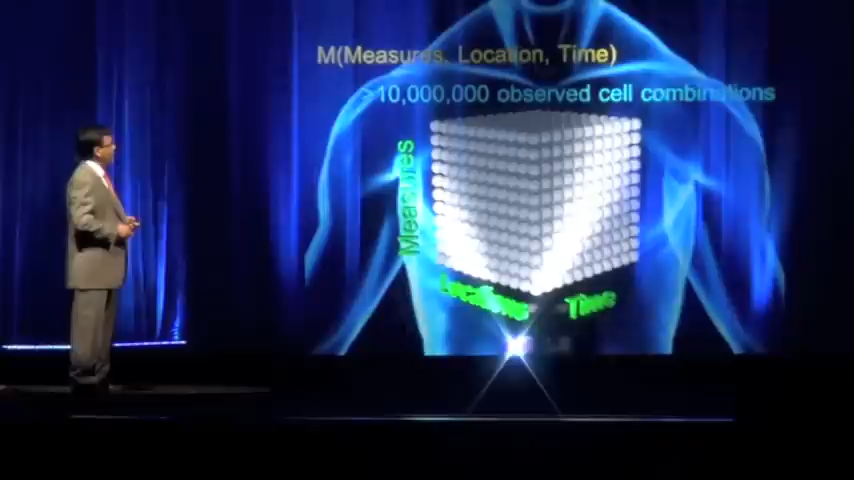 M(Measures, Location, Time)
>10,000,000 observed cell combinations
Measures
Locations
Time